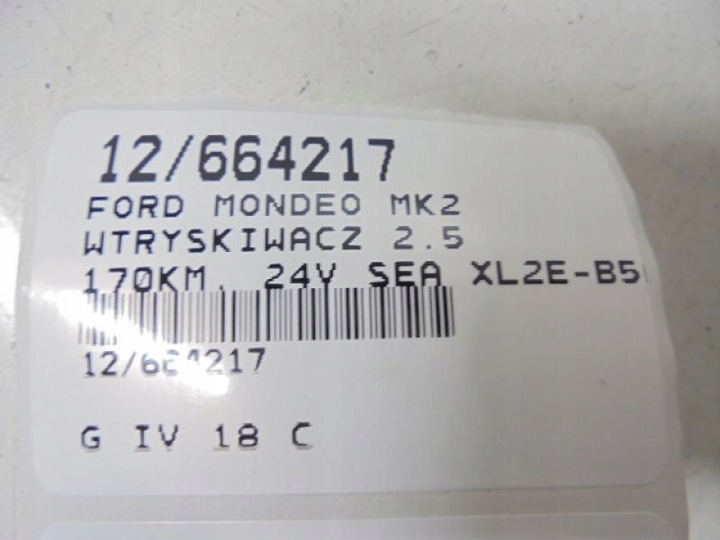 12/664217
FORD MONDEO MK2
WTRYSKIWACZ 2.5
170KM, 24V SEA XL2E-B5
12/664217
G IV 18 C